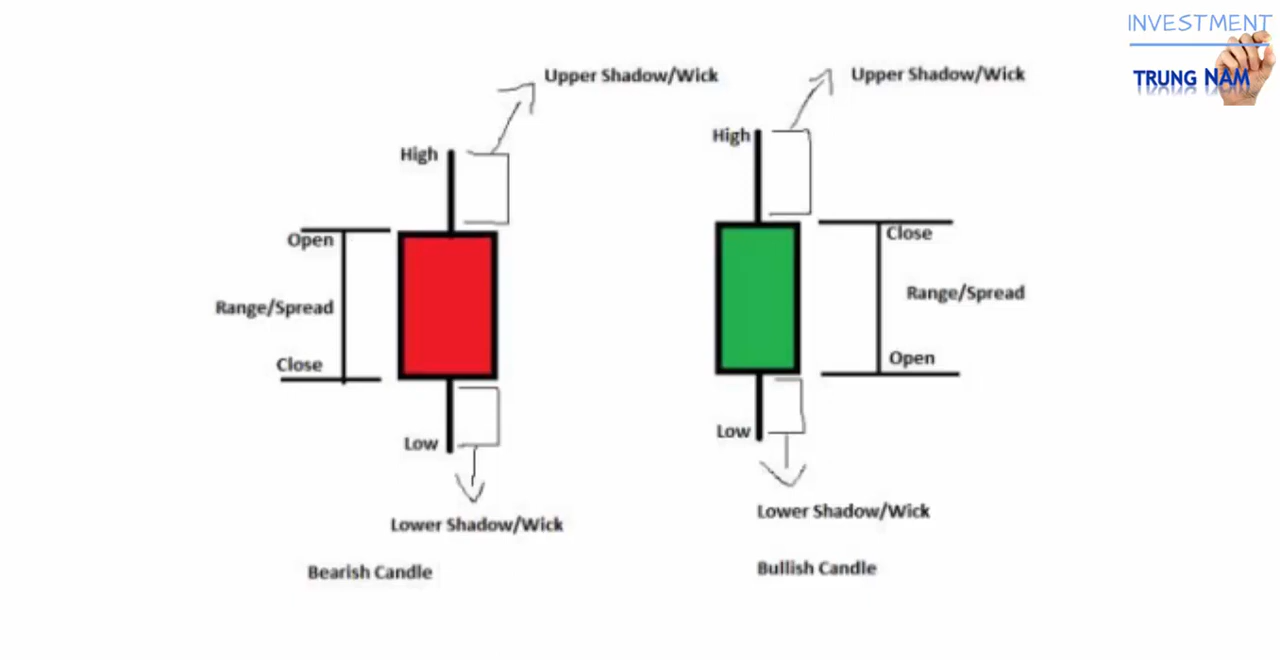 INVESTMENT
TRUNG NAM
Upper Shadow/Wick
Upper Shadow/Wick
High
High
Open
Close
Range/Spread
Range/Spread
Close
Open
Low
Low
Lower Shadow/Wick
Lower Shadow/Wick
Bearish Candle
Bullish Candle